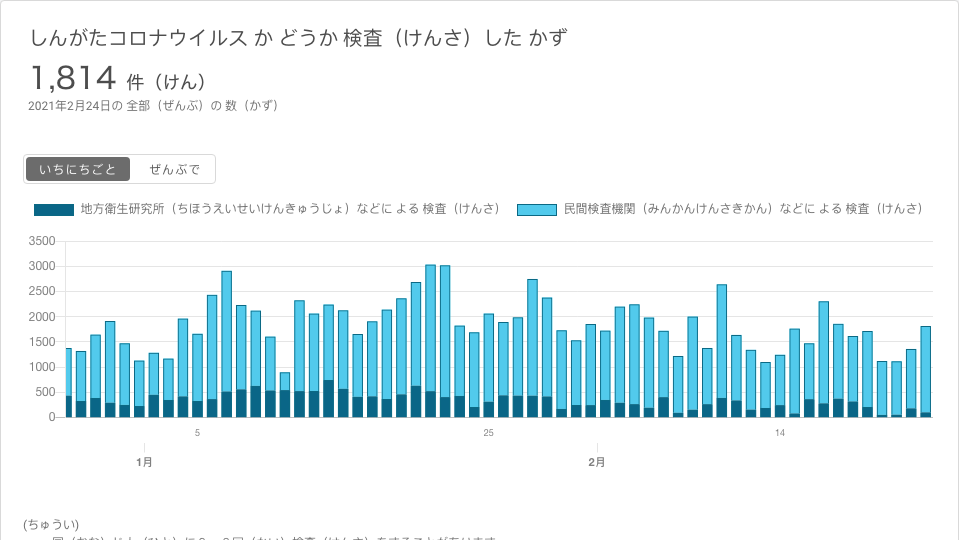 しんがたコロナウイルス か どうか 検査（けんさ）した かず
1,814 件（けん）
2021年2月24日の 全部（ぜんぶ）の 数（かず）
いちにちごと ぜんぶで
地方衛生研究所（ちほうえいせいけんきゅうじょ）などに よる 検査（けんさ） 民間検査機関（みんかんけんさきかん）などに よる 検査（けんさ）
3500
3000
2500
2000
1500
1000
500
0
5 25 14
1月 2月
(ちゅうい)